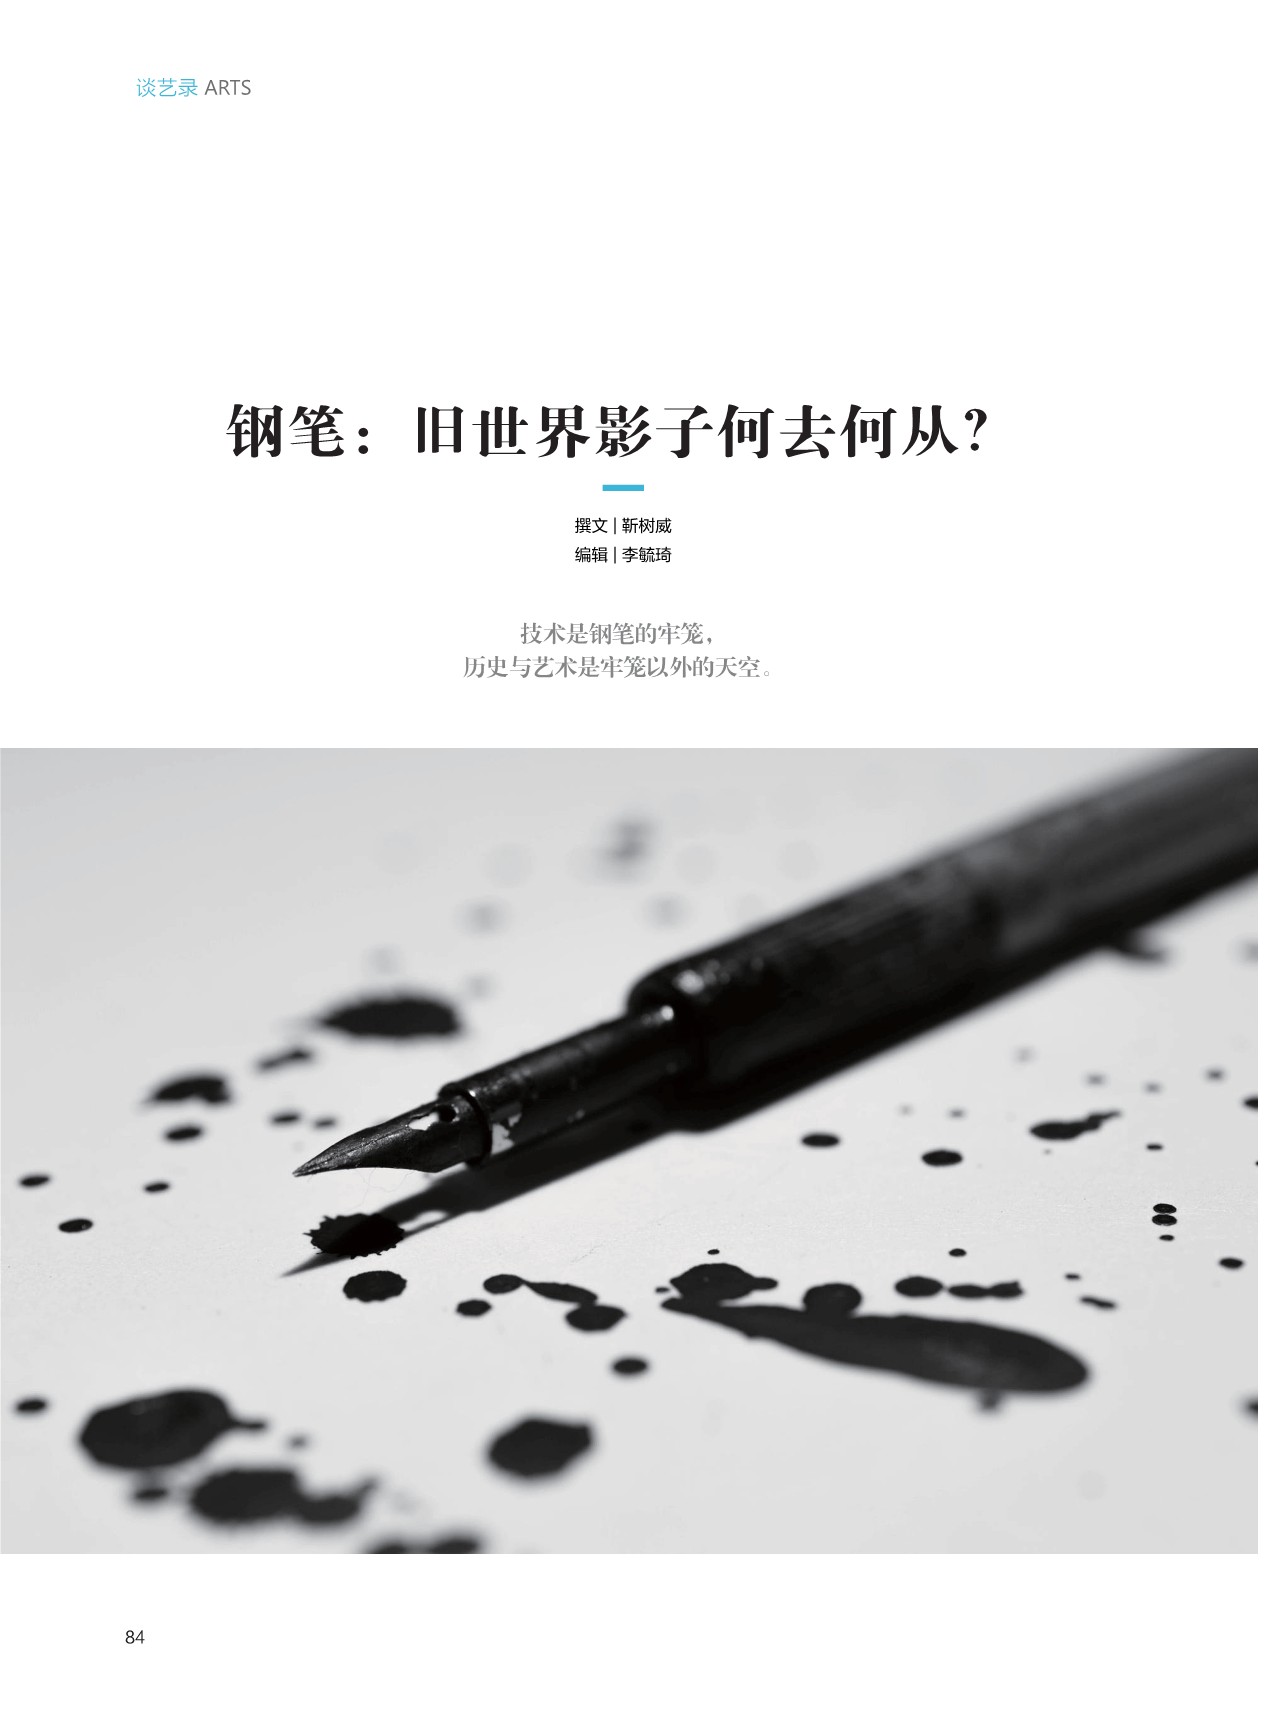 谈艺录 ARTS
钢笔：旧世界影子何去何从？
撰文 | 靳树威
编辑 | 李毓琦
技术是钢笔的牢笼，
历史与艺术是牢笼以外的天空。
84